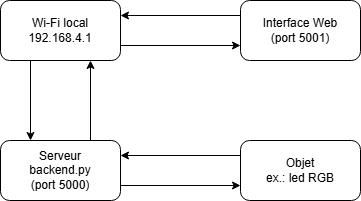 Wi-Fi local
192.168.4.1
Interface Web
(port 5001)
Serveur
backend.py
(port 5000)
Objet
ex.: led RGB